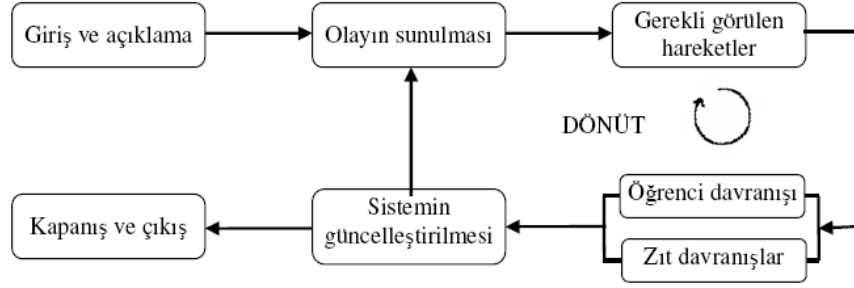 Giriş ve açıklama
Olayın sunulması
Gerekli görülen
hareketler
DÖNÜT
Öğrenci davranışı
Zıt davranışlar
Sistemin
güncelleştirilmesi
Kapanış ve çıkış